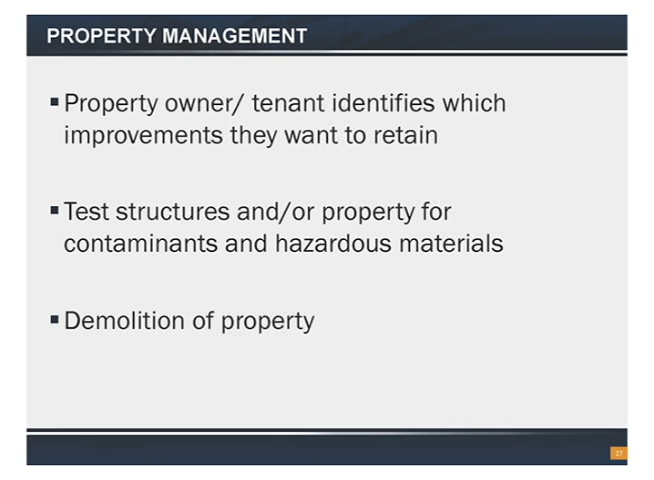 PROPERTY MANAGEMENT
▪ Property owner/ tenant identifies which
improvements they want to retain
▪ Test structures and/or property for
contaminants and hazardous materials
▪ Demolition of property
27